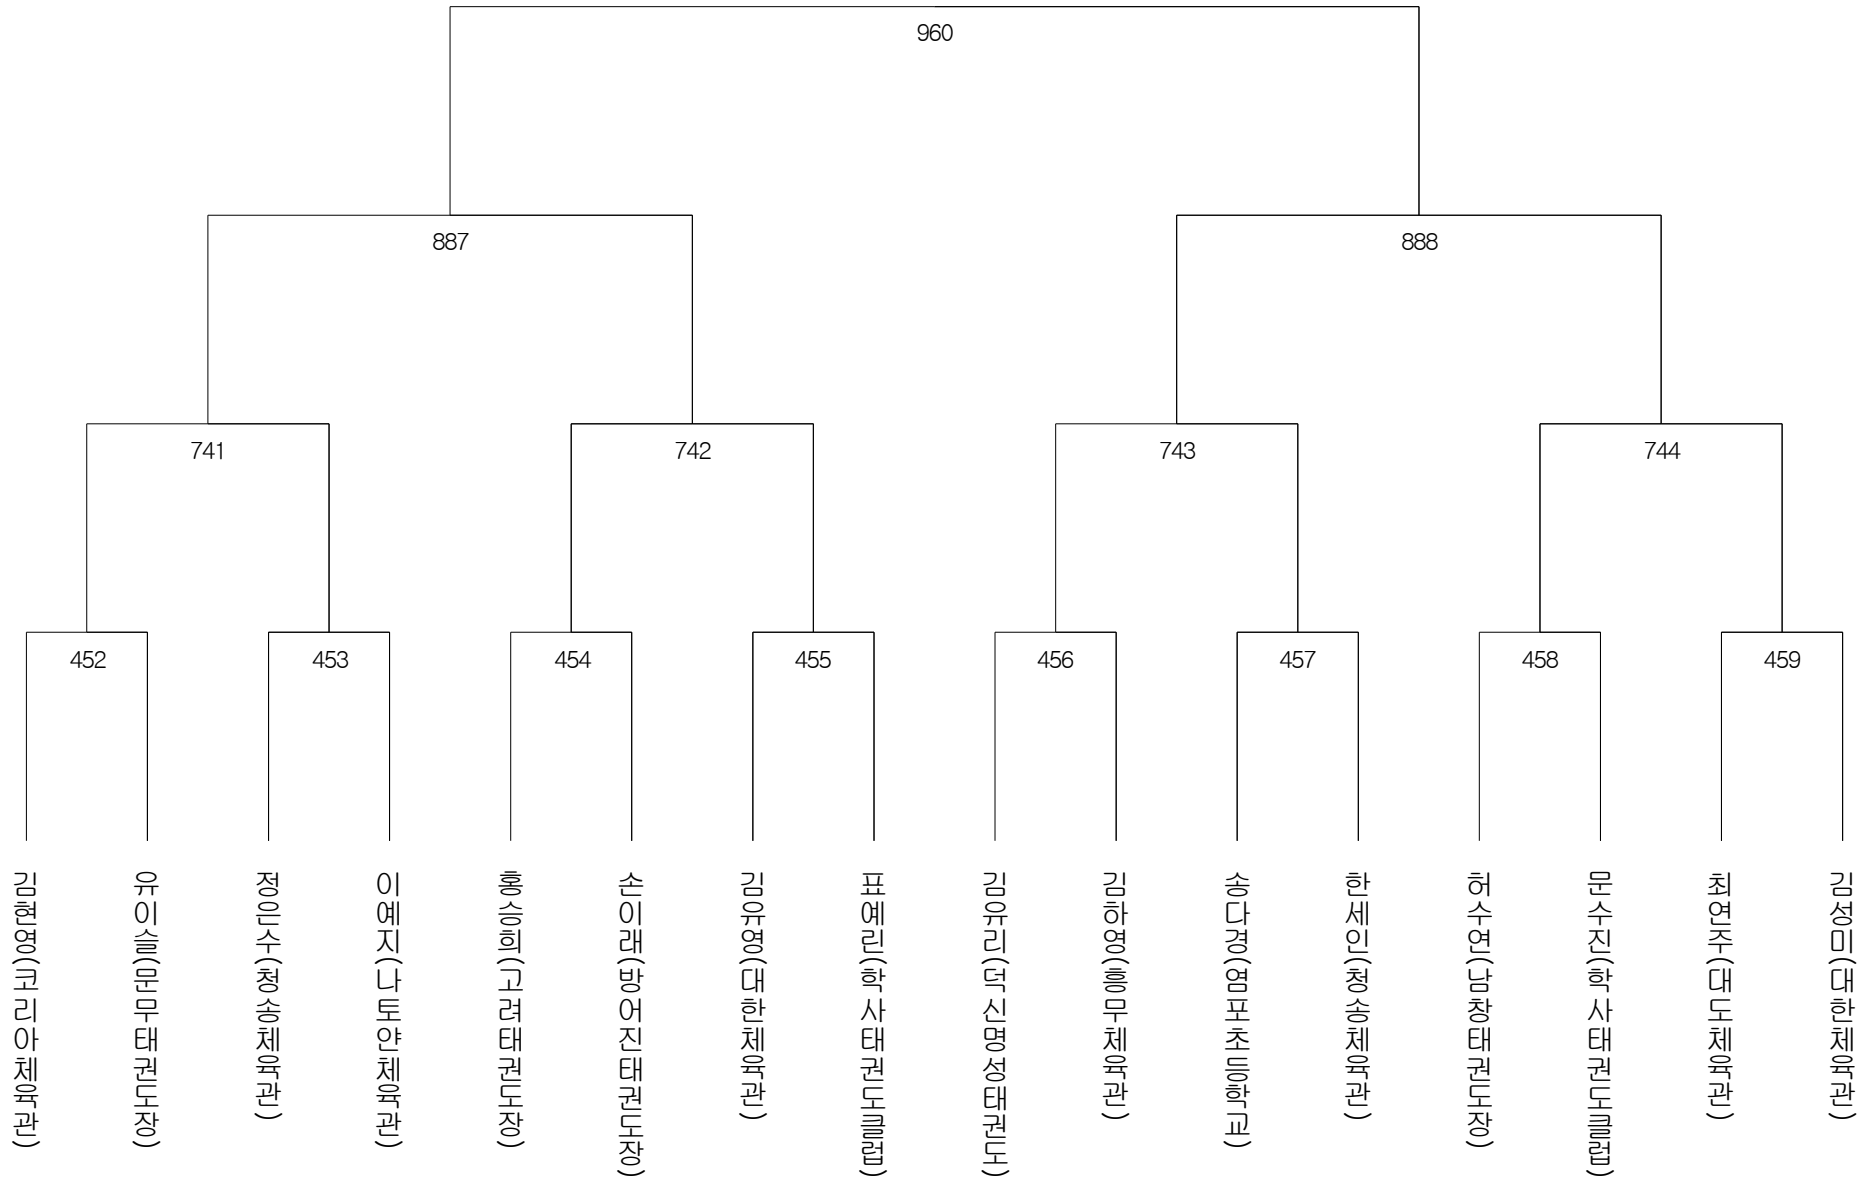 960
887
888
741
742
743
744
452
453
454
455
456
457
458
459
김현영(코리아체육관)
유이슬(문무태권도장)
정은수(청송체육관)
이예지(나토얀체육관)
홍승희(고려태권도장)
손이래(방어진태권도장)
김유영(대한체육관)
표예린(학사태권도클럽)
김유리(덕신명성태권도)
김하영(흥무체육관)
송다경(염포초등학교)
한세인(청송체육관)
허수연(남창태권도장)
문수진(학사태권도클럽)
최연주(대도체육관)
김성미(대한체육관)